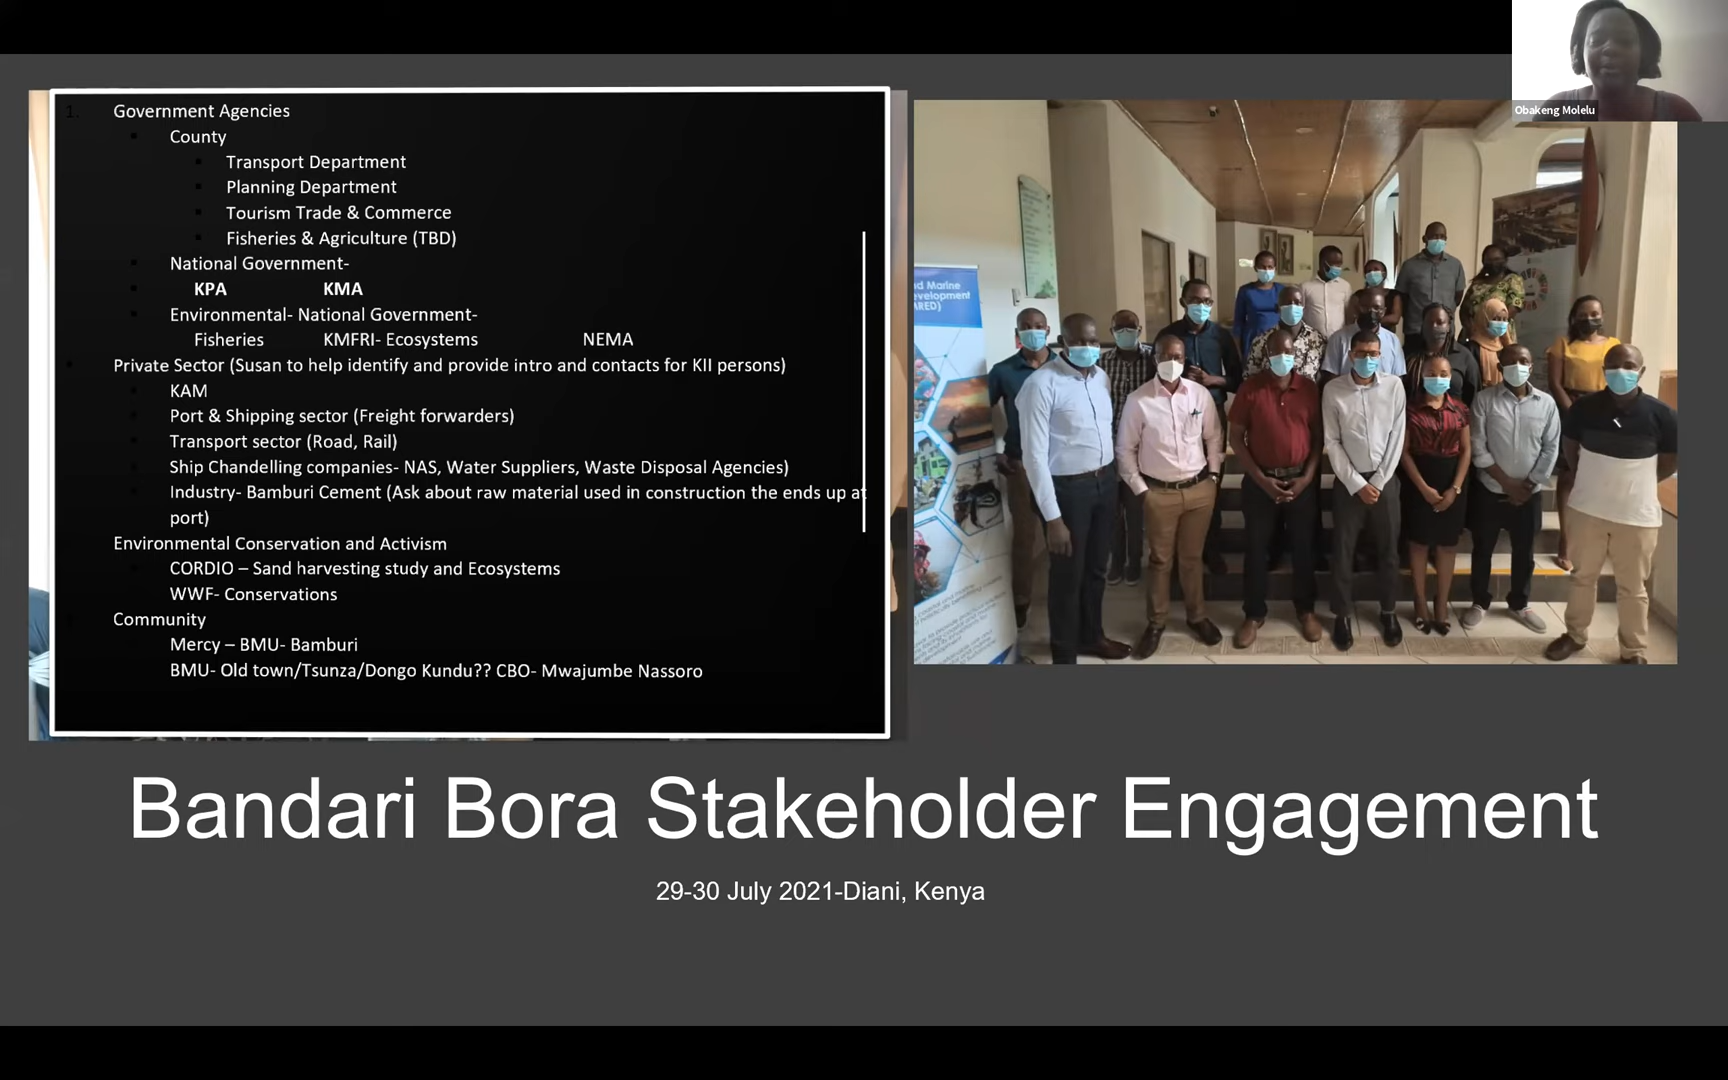 Obakeng Molelu
1. Government Agencies
County
Transport Department
Planning Department
Tourism Trade & Commerce
Fisheries & Agriculture (TBD)
National Government-
KPA KMA
Environmental- National Government-
Fisheries KMFRI- Ecosystems NEMA
Private Sector (Susan to help identify and provide intro and contacts for KII persons)
KAM
Port & Shipping sector (Freight forwarders)
Transport sector (Road, Rail)
Ship Chandelling companies- NAS, Water Suppliers, Waste Disposal Agencies)
Industry- Bamburi Cement (Ask about raw material used in construction the ends up at
port)
Environmental Conservation and Activism
CORDIO – Sand harvesting study and Ecosystems
WWF- Conservations
Community
Mercy – BMU- Bamburi
BMU- Old town/Tsunza/Dongo Kundu?? CBO- Mwajumbe Nassoro
nd Marine
evelopment
RED)
Bandari Bora Stakeholder Engagement
29-30 July 2021-Diani, Kenya